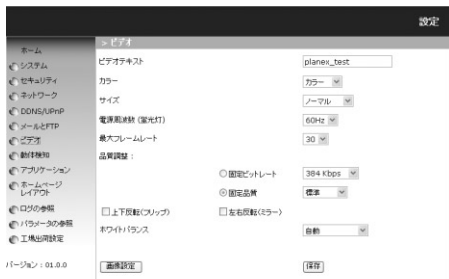 設定
> ビデオ
ホーム
システム
セキュリティ
ネットワーク
DDNS/UPnP
メールとFTP
ビデオ
動体検知
アプリケーション
ホームページ
レイアウト
ログの参照
パラメータの参照
工場出荷設定
バージョン : 01.0.0
ビデオテキスト planex_test
カラー カラー
サイズ ノーマル
電源周波数 (蛍光灯) 60Hz
最大フレームレート 30
品質調整 :
固定ビットレート 384 Kbps
固定品質 標準
上下反転(フリップ) 左右反転(ミラー)
ホワイトバランス 自動
画像設定 保存